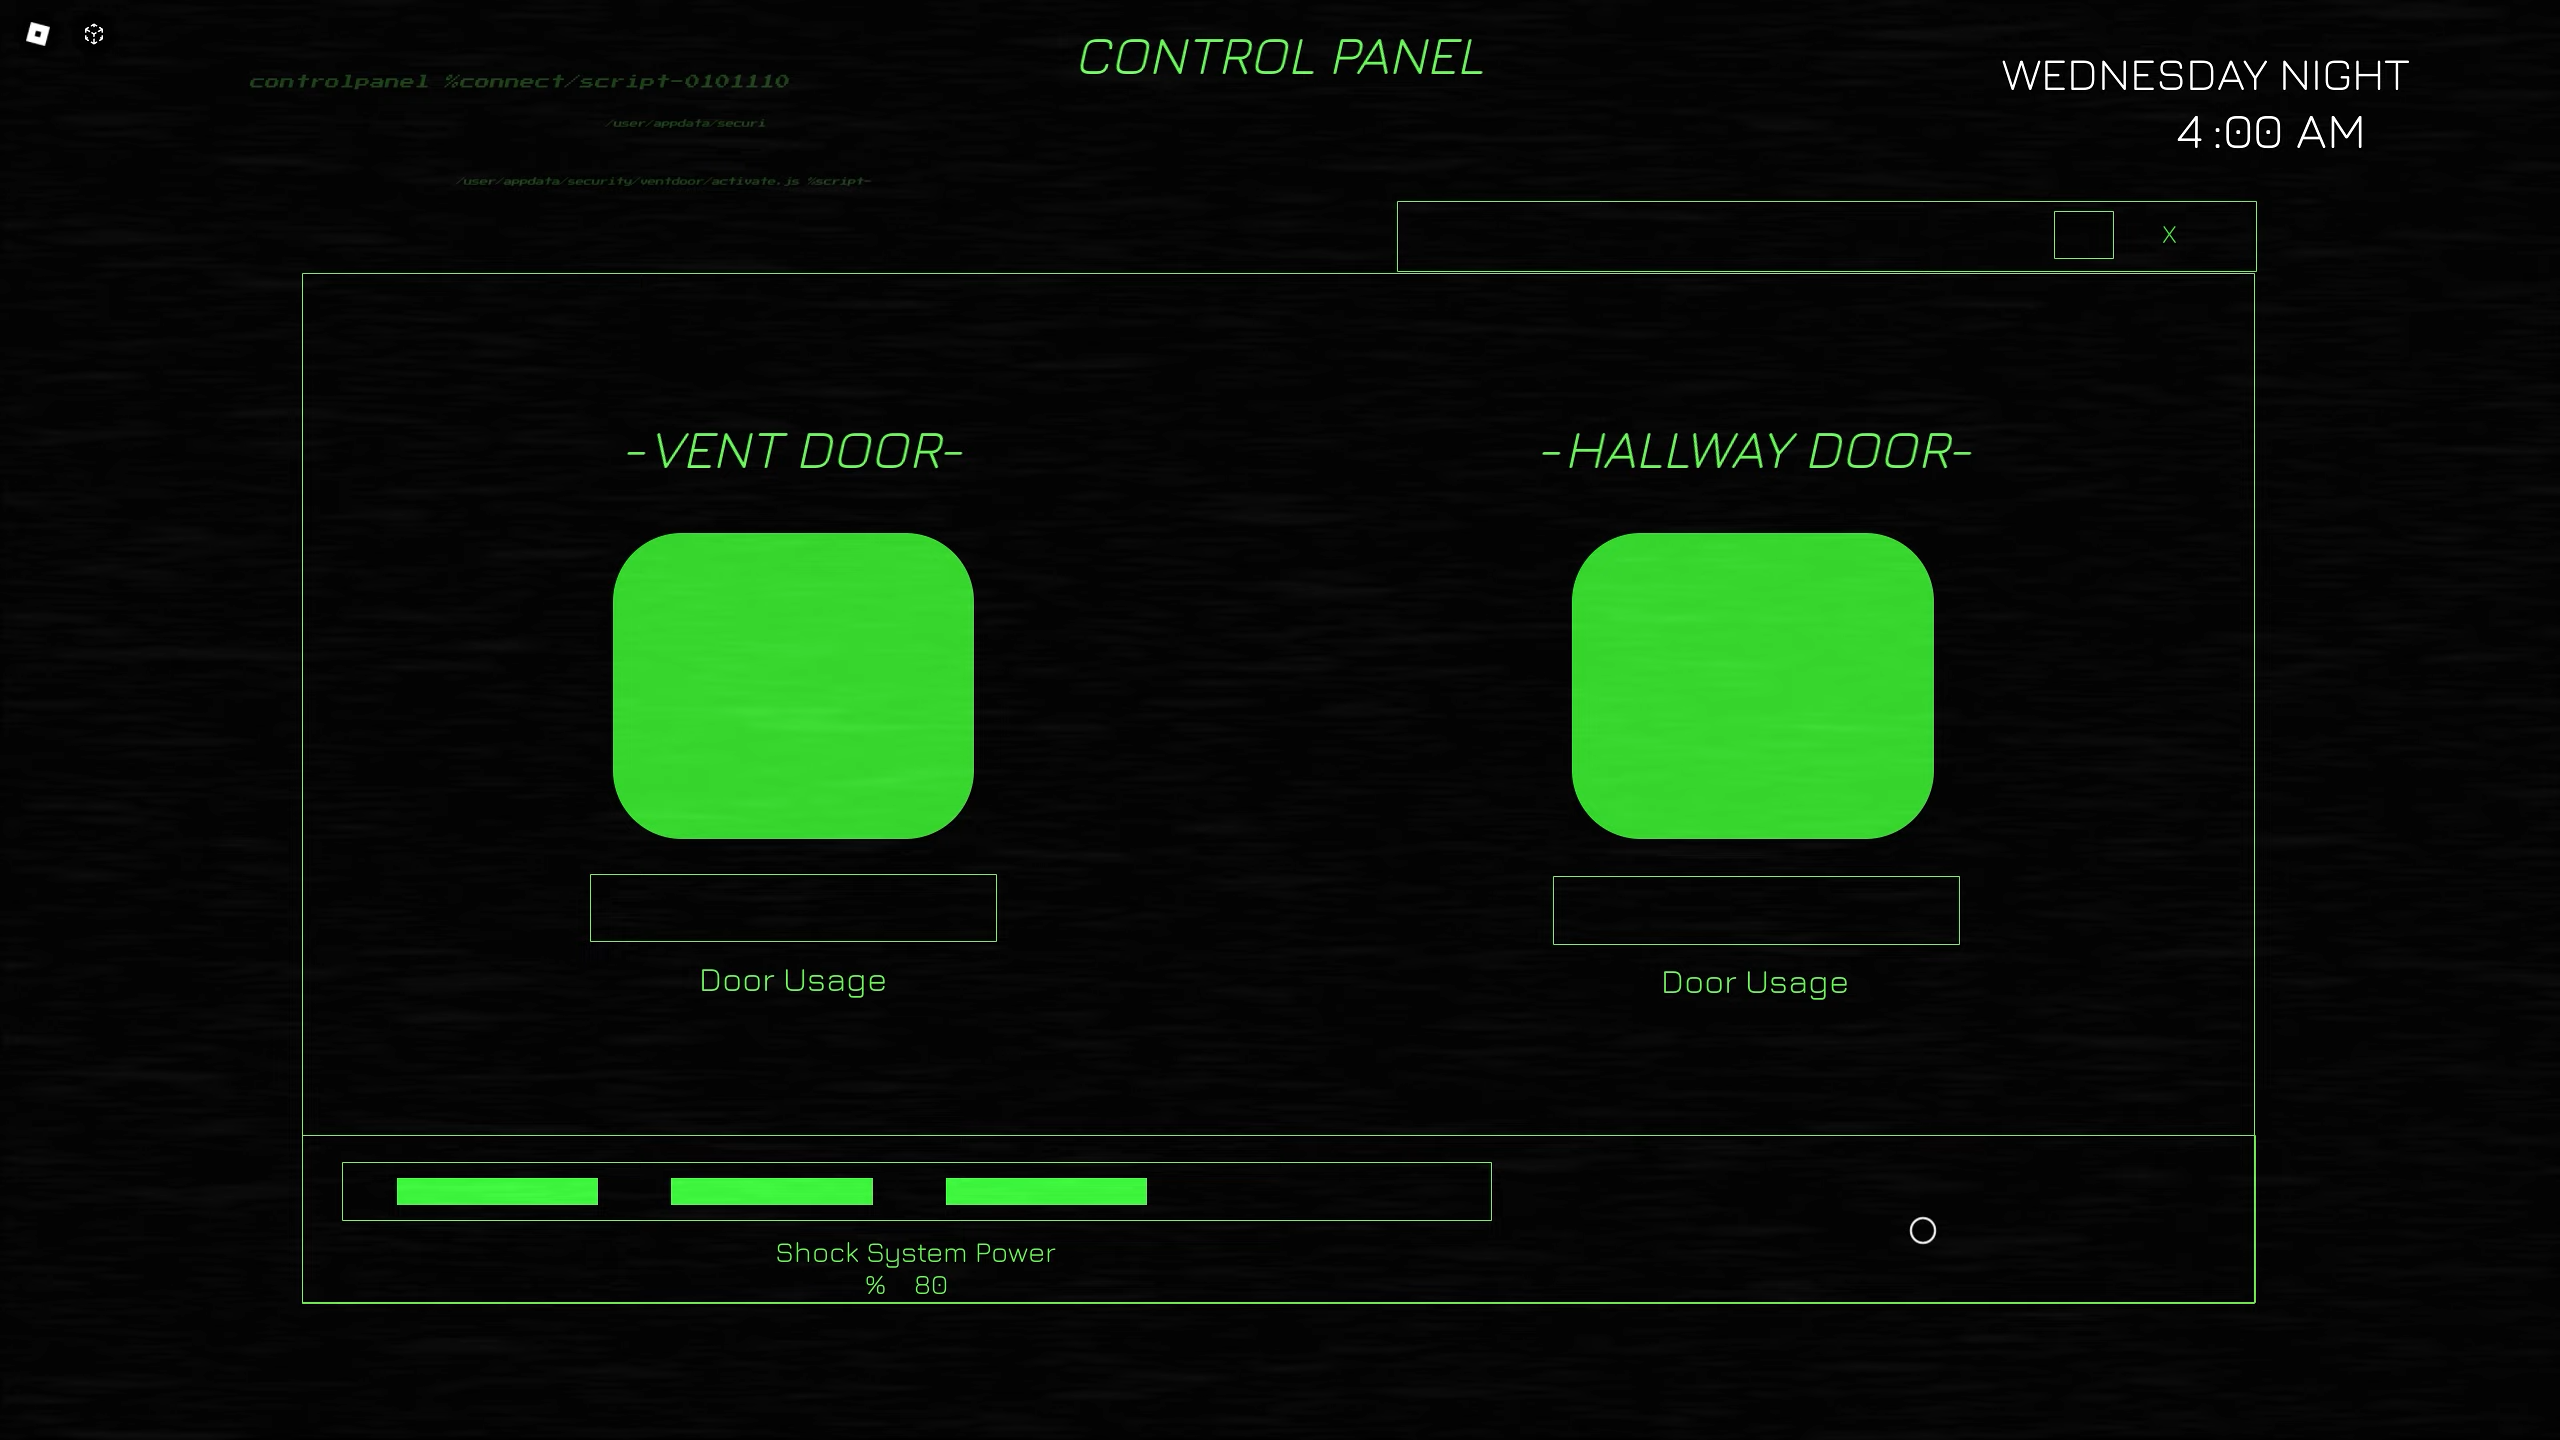 CONTROL PANEL
WEDNESDAY NIGHT
4 :00 AM
controlpanel %connect/script-0101110
/user/appdata/securi
/user/appdata/security/ventdoor/activate.js %script-
X
-VENT DOOR-
-HALLWAY DOOR-
Door Usage
Door Usage
Shock System Power
% 80